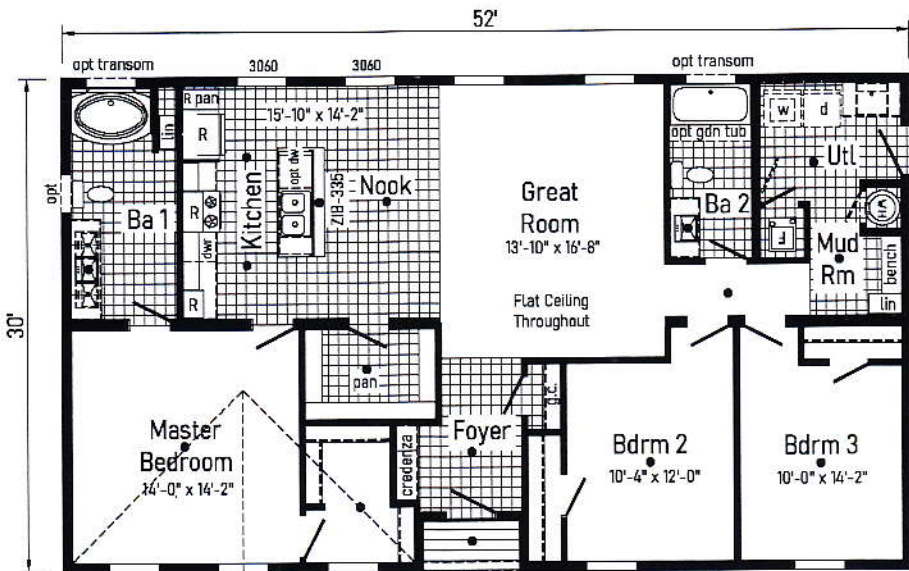 52'
opt transom
3060
3060
opt transom
30'
R pan
15'-10" x 14'-2"
lin
R
opt dw
opt gdn tub
w
d
Utl
opt
Ba 1
Kitchen
Nook
Great
Room
13'-10" x 16'-8"
Ba 2
WH
R
dwr
F
Mud
Rm
bench
lin
R
Flat Ceiling
Throughout
pan
g.c.
Master
Bedroom
14'-0" x 14'-2"
credenza
Foyer
Bdrm 2
10'-4" x 12'-0"
Bdrm 3
10'-0" x 14'-2"